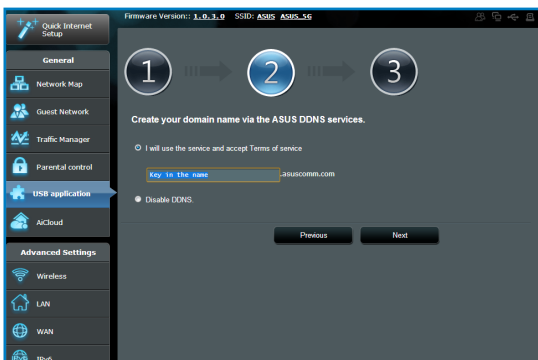 Quick Internet
Setup
Firmware Version:: 1.0.3.0 SSID: ASUS ASUS_5G
General
Network Map
Guest Network
Traffic Manager
Parental control
USB application
AiCloud
Advanced Settings
Wireless
LAN
WAN
IPv6
1
2
3
Create your domain name via the ASUS DDNS services.
I will use the service and accept Terms of service
Key in the name .asuscomm.com
Disable DDNS.
Previous Next